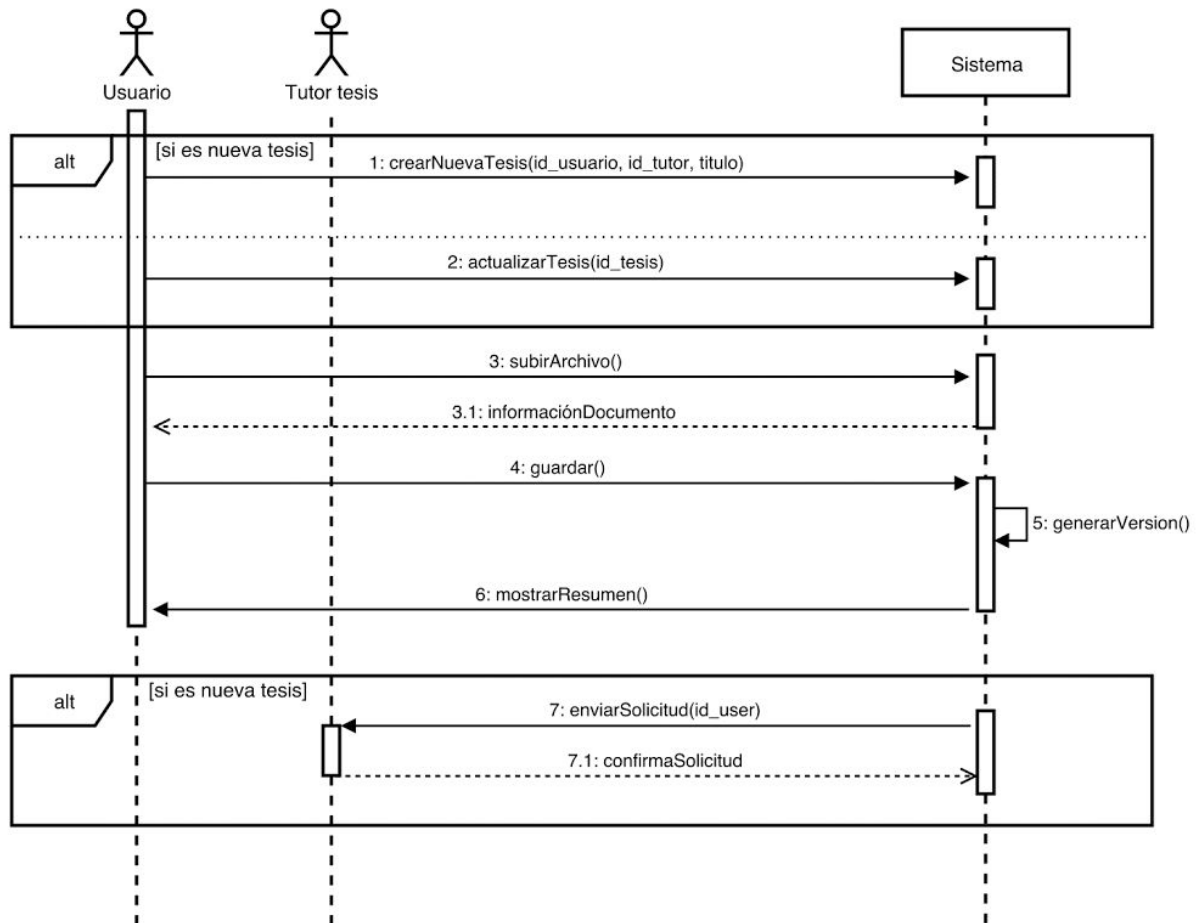 Usuario
Tutor tesis
Sistema
alt
[si es nueva tesis]
1: crearNuevaTesis(id_usuario, id_tutor, titulo)
2: actualizarTesis(id_tesis)
3: subirArchivo()
3.1: informaciónDocumento
4: guardar()
5: generarVersion()
6: mostrarResumen()
alt
[si es nueva tesis]
7: enviarSolicitud(id_user)
7.1: confirmaSolicitud